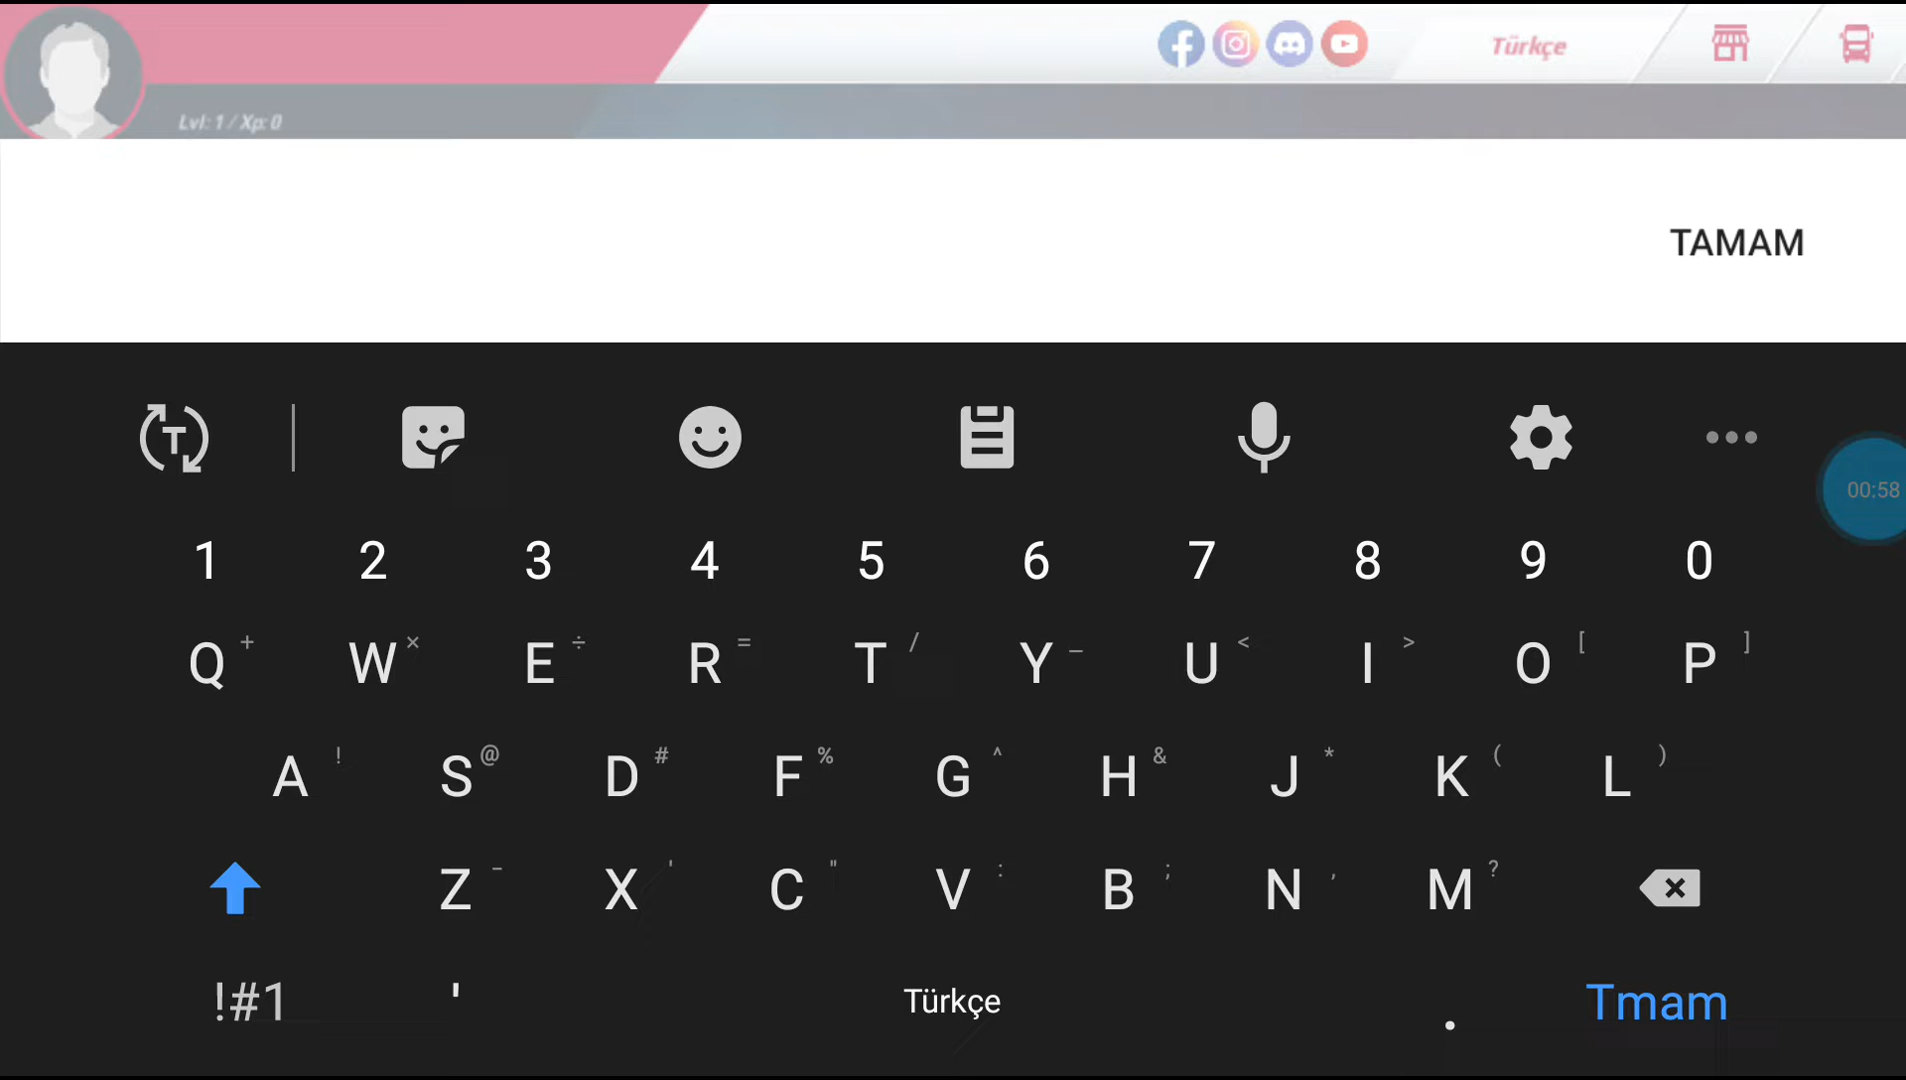 Türkçe
Lvl: 1 / Xp: 0
TAMAM
00:58
1 2 3 4 5 6 7 8 9 0
Q + W × E ÷ R = T / Y _ U < I > O [ P ]
A ! S @ D # F % G ^ H & J * K ( L )
Z - X ' C " V : B ; N , M ?
!#1 ' Türkçe . Tmam